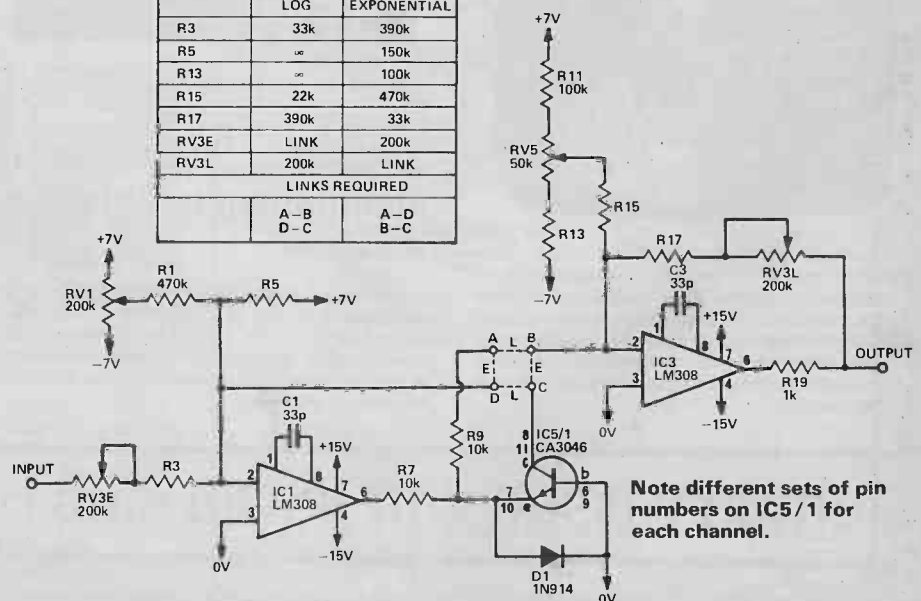 LOG EXPONENTIAL
R3 33k 390k
R5 ∞ 150k
R13 ∞ 100k
R15 22k 470k
R17 390k 33k
RV3E LINK 200k
RV3L 200k LINK
LINKS REQUIRED
A–B A–D
D–C B–C
+7V
R11
100k
RV5
50k
R15
R13
−7V
R17
RV3L
200k
C3
33p
1
8
+15V
7
2
IC3
LM308
6
3
4
−15V
0V
R19
1k
OUTPUT
+7V
RV1
200k
−7V
R1
470k
R5
+7V
A L B
E E
D L C
R9
10k
C1
33p
1
8
+15V
7
INPUT
RV3E
200k
R3
2
IC1
LM308
6
3
4
−15V
0V
R7
10k
8
11
c
IC5/1
CA3046
b
6
9
7
10
e
D1
1N914
0V
Note different sets of pin
numbers on IC5/1 for
each channel.